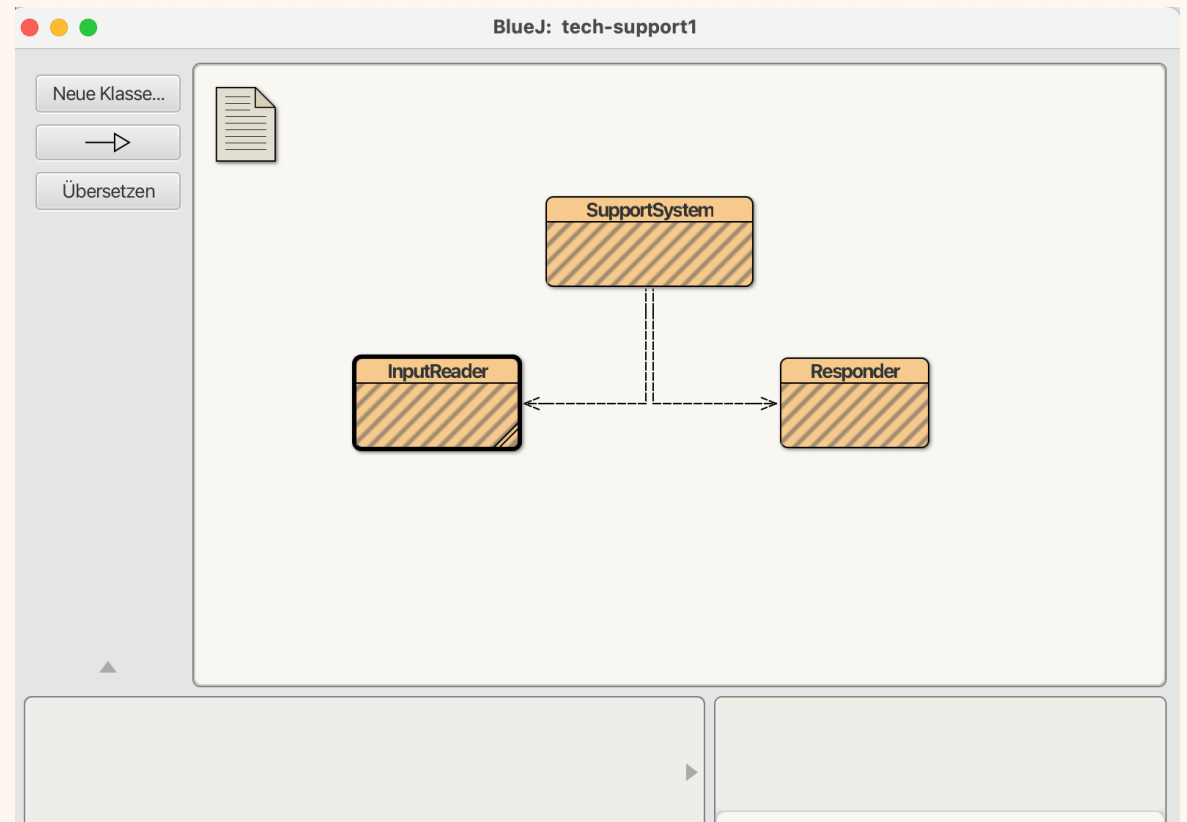 BlueJ: tech-support1
Neue Klasse...
Übersetzen
SupportSystem
InputReader
Responder